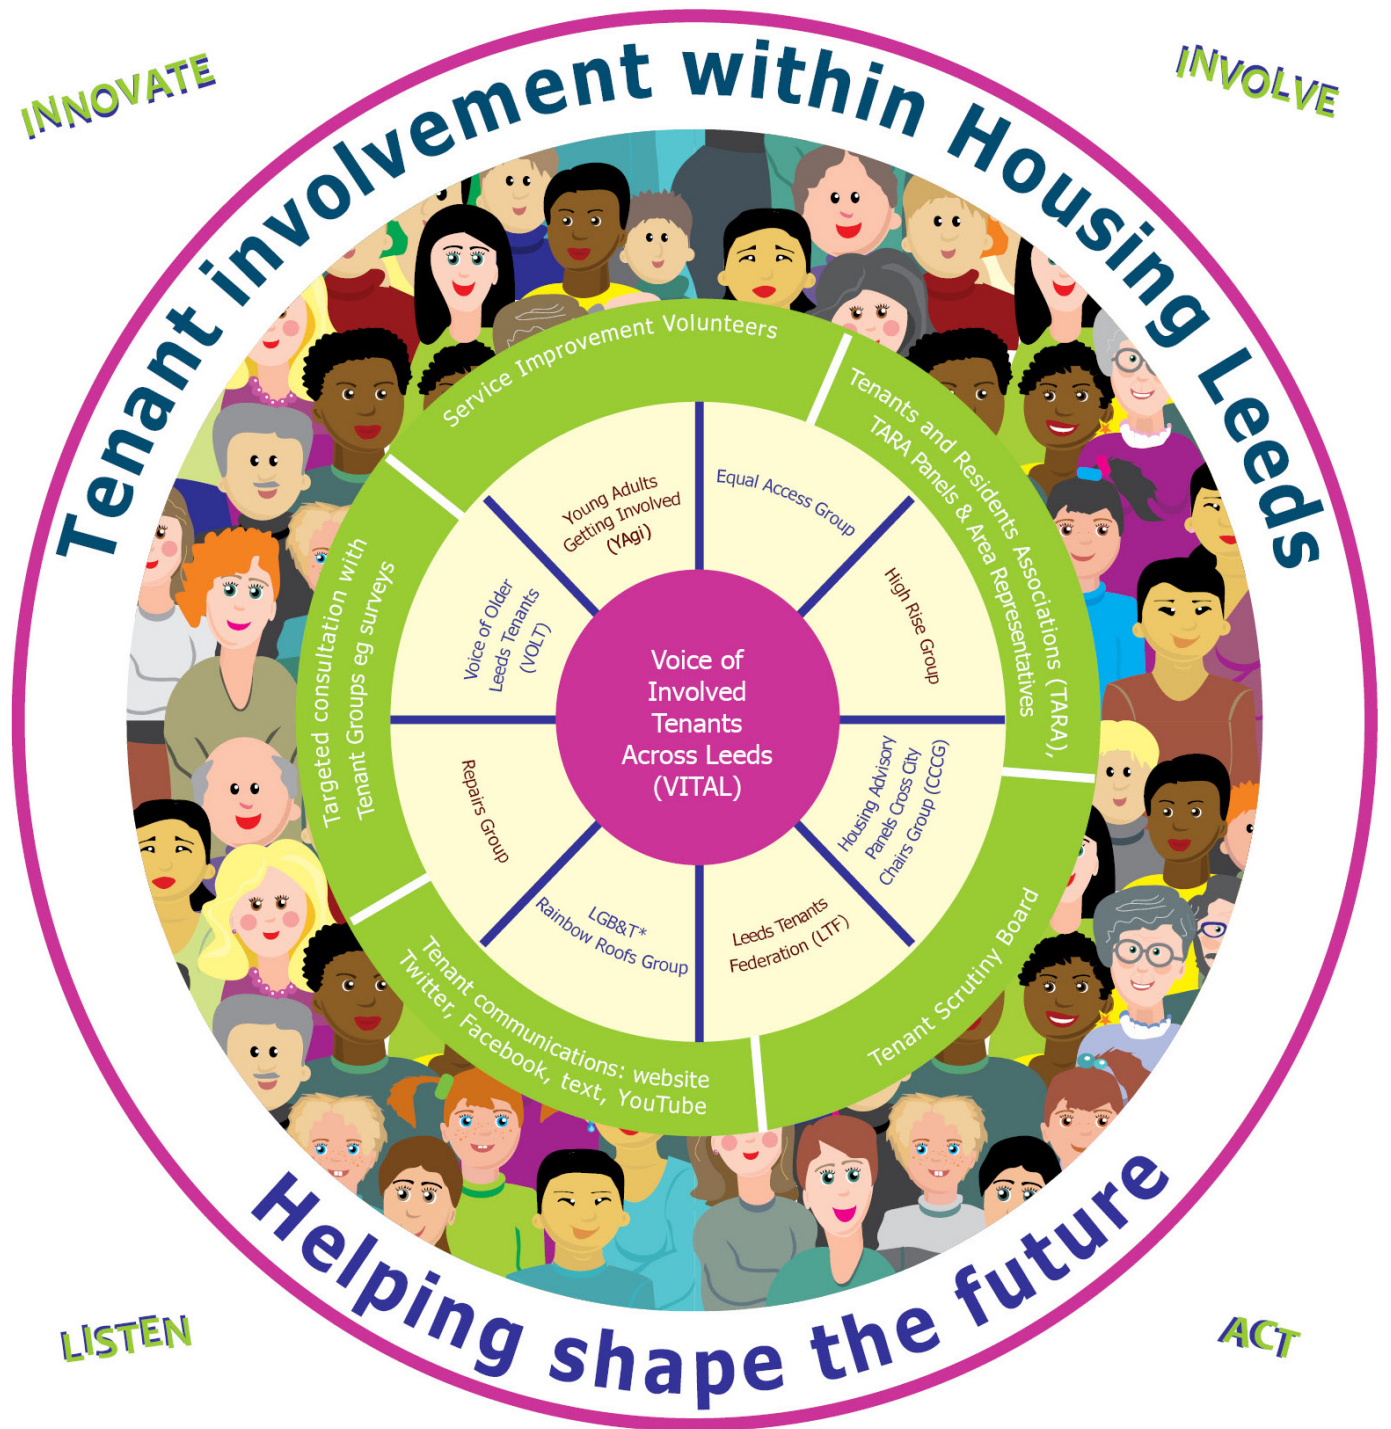 INNOVATE
INVOLVE
Tenant involvement within Housing Leeds
Service Improvement Volunteers
Tenants and Residents Associations (TARA),
TARA Panels & Area Representatives
Tenant Scrutiny Board
Tenant communications: website
Twitter, Facebook, text, YouTube
Targeted consultation with
Tenant Groups eg surveys
Young Adults
Getting Involved
(YAgi)
Equal Access Group
High Rise Group
Housing Advisory
Panels Cross City
Chairs Group (CCCG)
Leeds Tenants
Federation (LTF)
LGB&T*
Rainbow Roofs Group
Repairs Group
Voice of Older
Leeds Tenants
(VOLT)
Voice of
Involved
Tenants
Across Leeds
(VITAL)
Helping shape the future
LISTEN
ACT